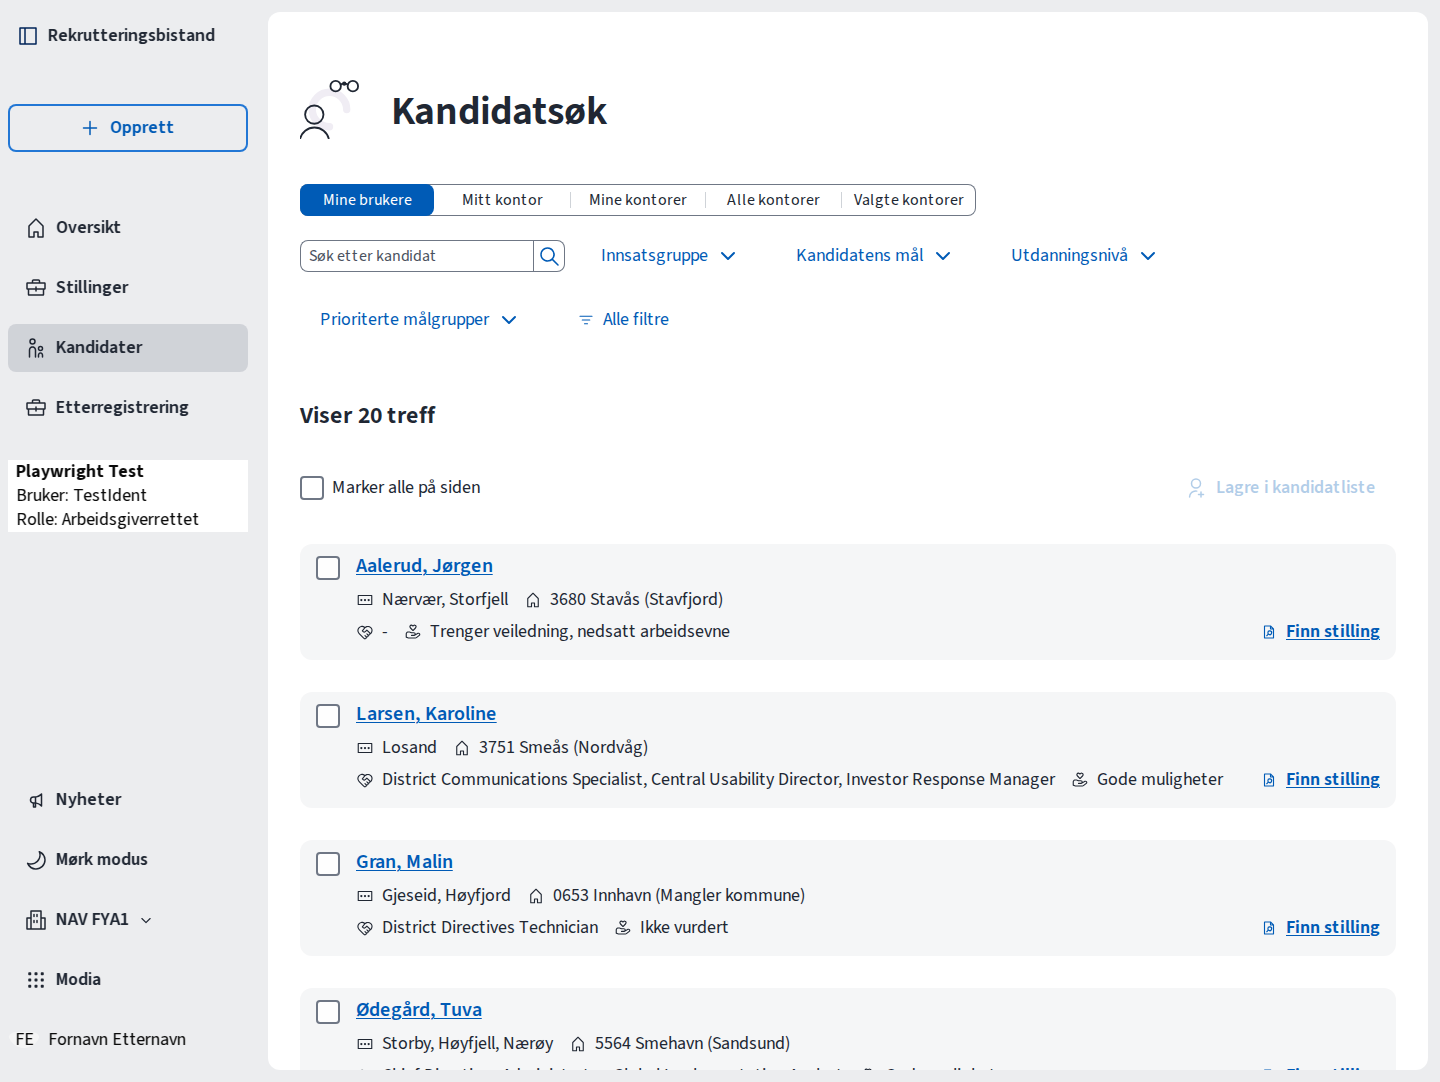 Rekrutteringsbistand
Opprett
Oversikt
Stillinger
Kandidater
Etterregistrering
Playwright Test
Bruker: TestIdent
Rolle: Arbeidsgiverrettet
Nyheter
Mørk modus
NAV FYA1
Modia
FE Fornavn Etternavn
Kandidatsøk
Mine brukere Mitt kontor Mine kontorer Alle kontorer Valgte kontorer
Søk etter kandidat Innsatsgruppe Kandidatens mål Utdanningsnivå
Prioriterte målgrupper Alle filtre
Viser 20 treff
Marker alle på siden Lagre i kandidatliste
Aalerud, Jørgen
Nærvær, Storfjell 3680 Stavås (Stavfjord)
- Trenger veiledning, nedsatt arbeidsevne Finn stilling
Larsen, Karoline
Losand 3751 Smeås (Nordvåg)
District Communications Specialist, Central Usability Director, Investor Response Manager Gode muligheter Finn stilling
Gran, Malin
Gjeseid, Høyfjord 0653 Innhavn (Mangler kommune)
District Directives Technician Ikke vurdert Finn stilling
Ødegård, Tuva
Storby, Høyfjell, Nærøy 5564 Smehavn (Sandsund)